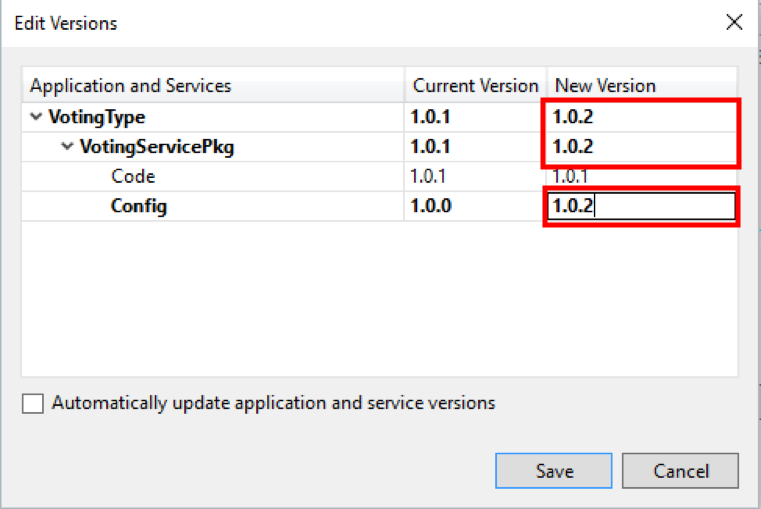 Edit Versions
Application and Services Current Version New Version
VotingType 1.0.1 1.0.2
VotingServicePkg 1.0.1 1.0.2
Code 1.0.1 1.0.1
Config 1.0.0 1.0.2
Automatically update application and service versions
Save Cancel